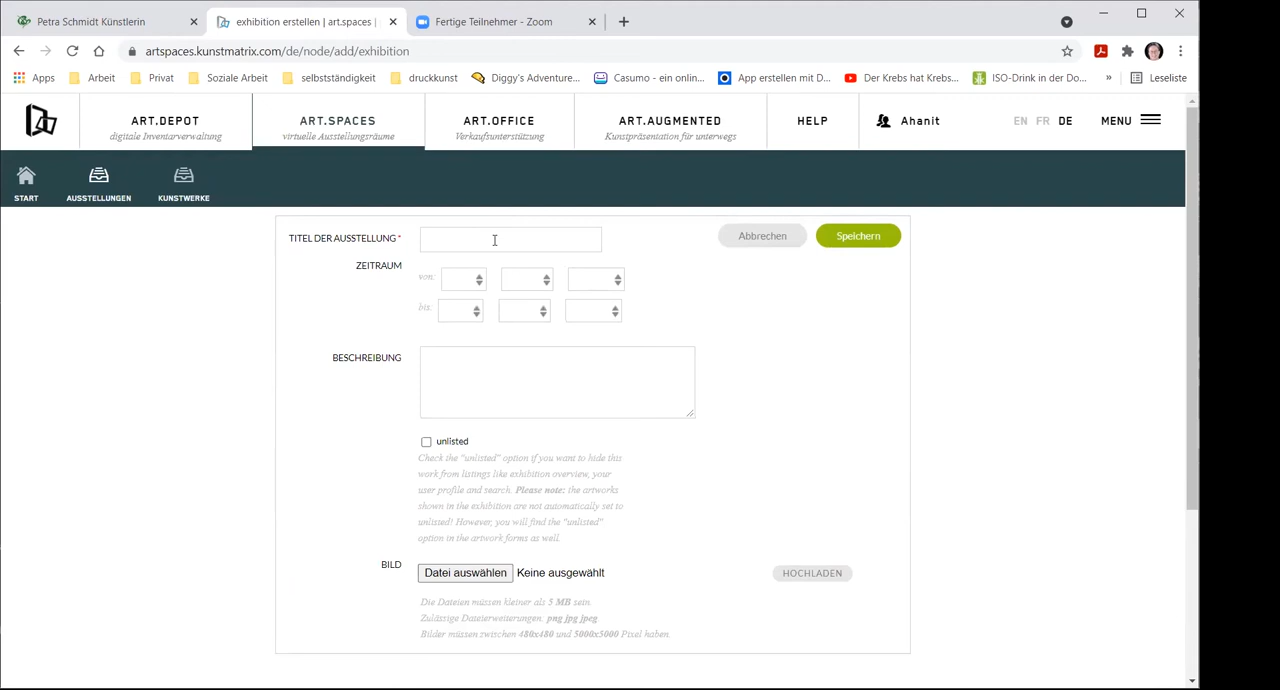 Petra Schmidt Künstlerin
exhibition erstellen | art.spaces |
Fertige Teilnehmer - Zoom
artspaces.kunstmatrix.com/de/node/add/exhibition
Apps Arbeit Privat Soziale Arbeit selbstständigkeit druckkunst Diggy's Adventure... Casumo - ein onlin... App erstellen mit D... Der Krebs hat Krebs... ISO-Drink in der Do... » Leseliste
ART.DEPOT ART.SPACES ART.OFFICE ART.AUGMENTED HELP Ahanit EN FR DE MENU
digitale Inventarverwaltung virtuelle Ausstellungsräume Verkaufsunterstützung Kunstpräsentation für unterwegs
START AUSSTELLUNGEN KUNSTWERKE
TITEL DER AUSSTELLUNG * Abbrechen Speichern
ZEITRAUM
von:
bis:
BESCHREIBUNG
unlisted
Check the "unlisted" option if you want to hide this
work from listings like exhibition overview, your
user profile and search. Please note: the artworks
shown in the exhibition are not automatically set to
unlisted! However, you will find the "unlisted"
option in the artwork forms as well.
BILD Datei auswählen Keine ausgewählt HOCHLADEN
Die Dateien müssen kleiner als 5 MB sein.
Zulässige Dateierweiterungen: png jpg jpeg.
Bilder müssen zwischen 480x480 und 5000x5000 Pixel haben.